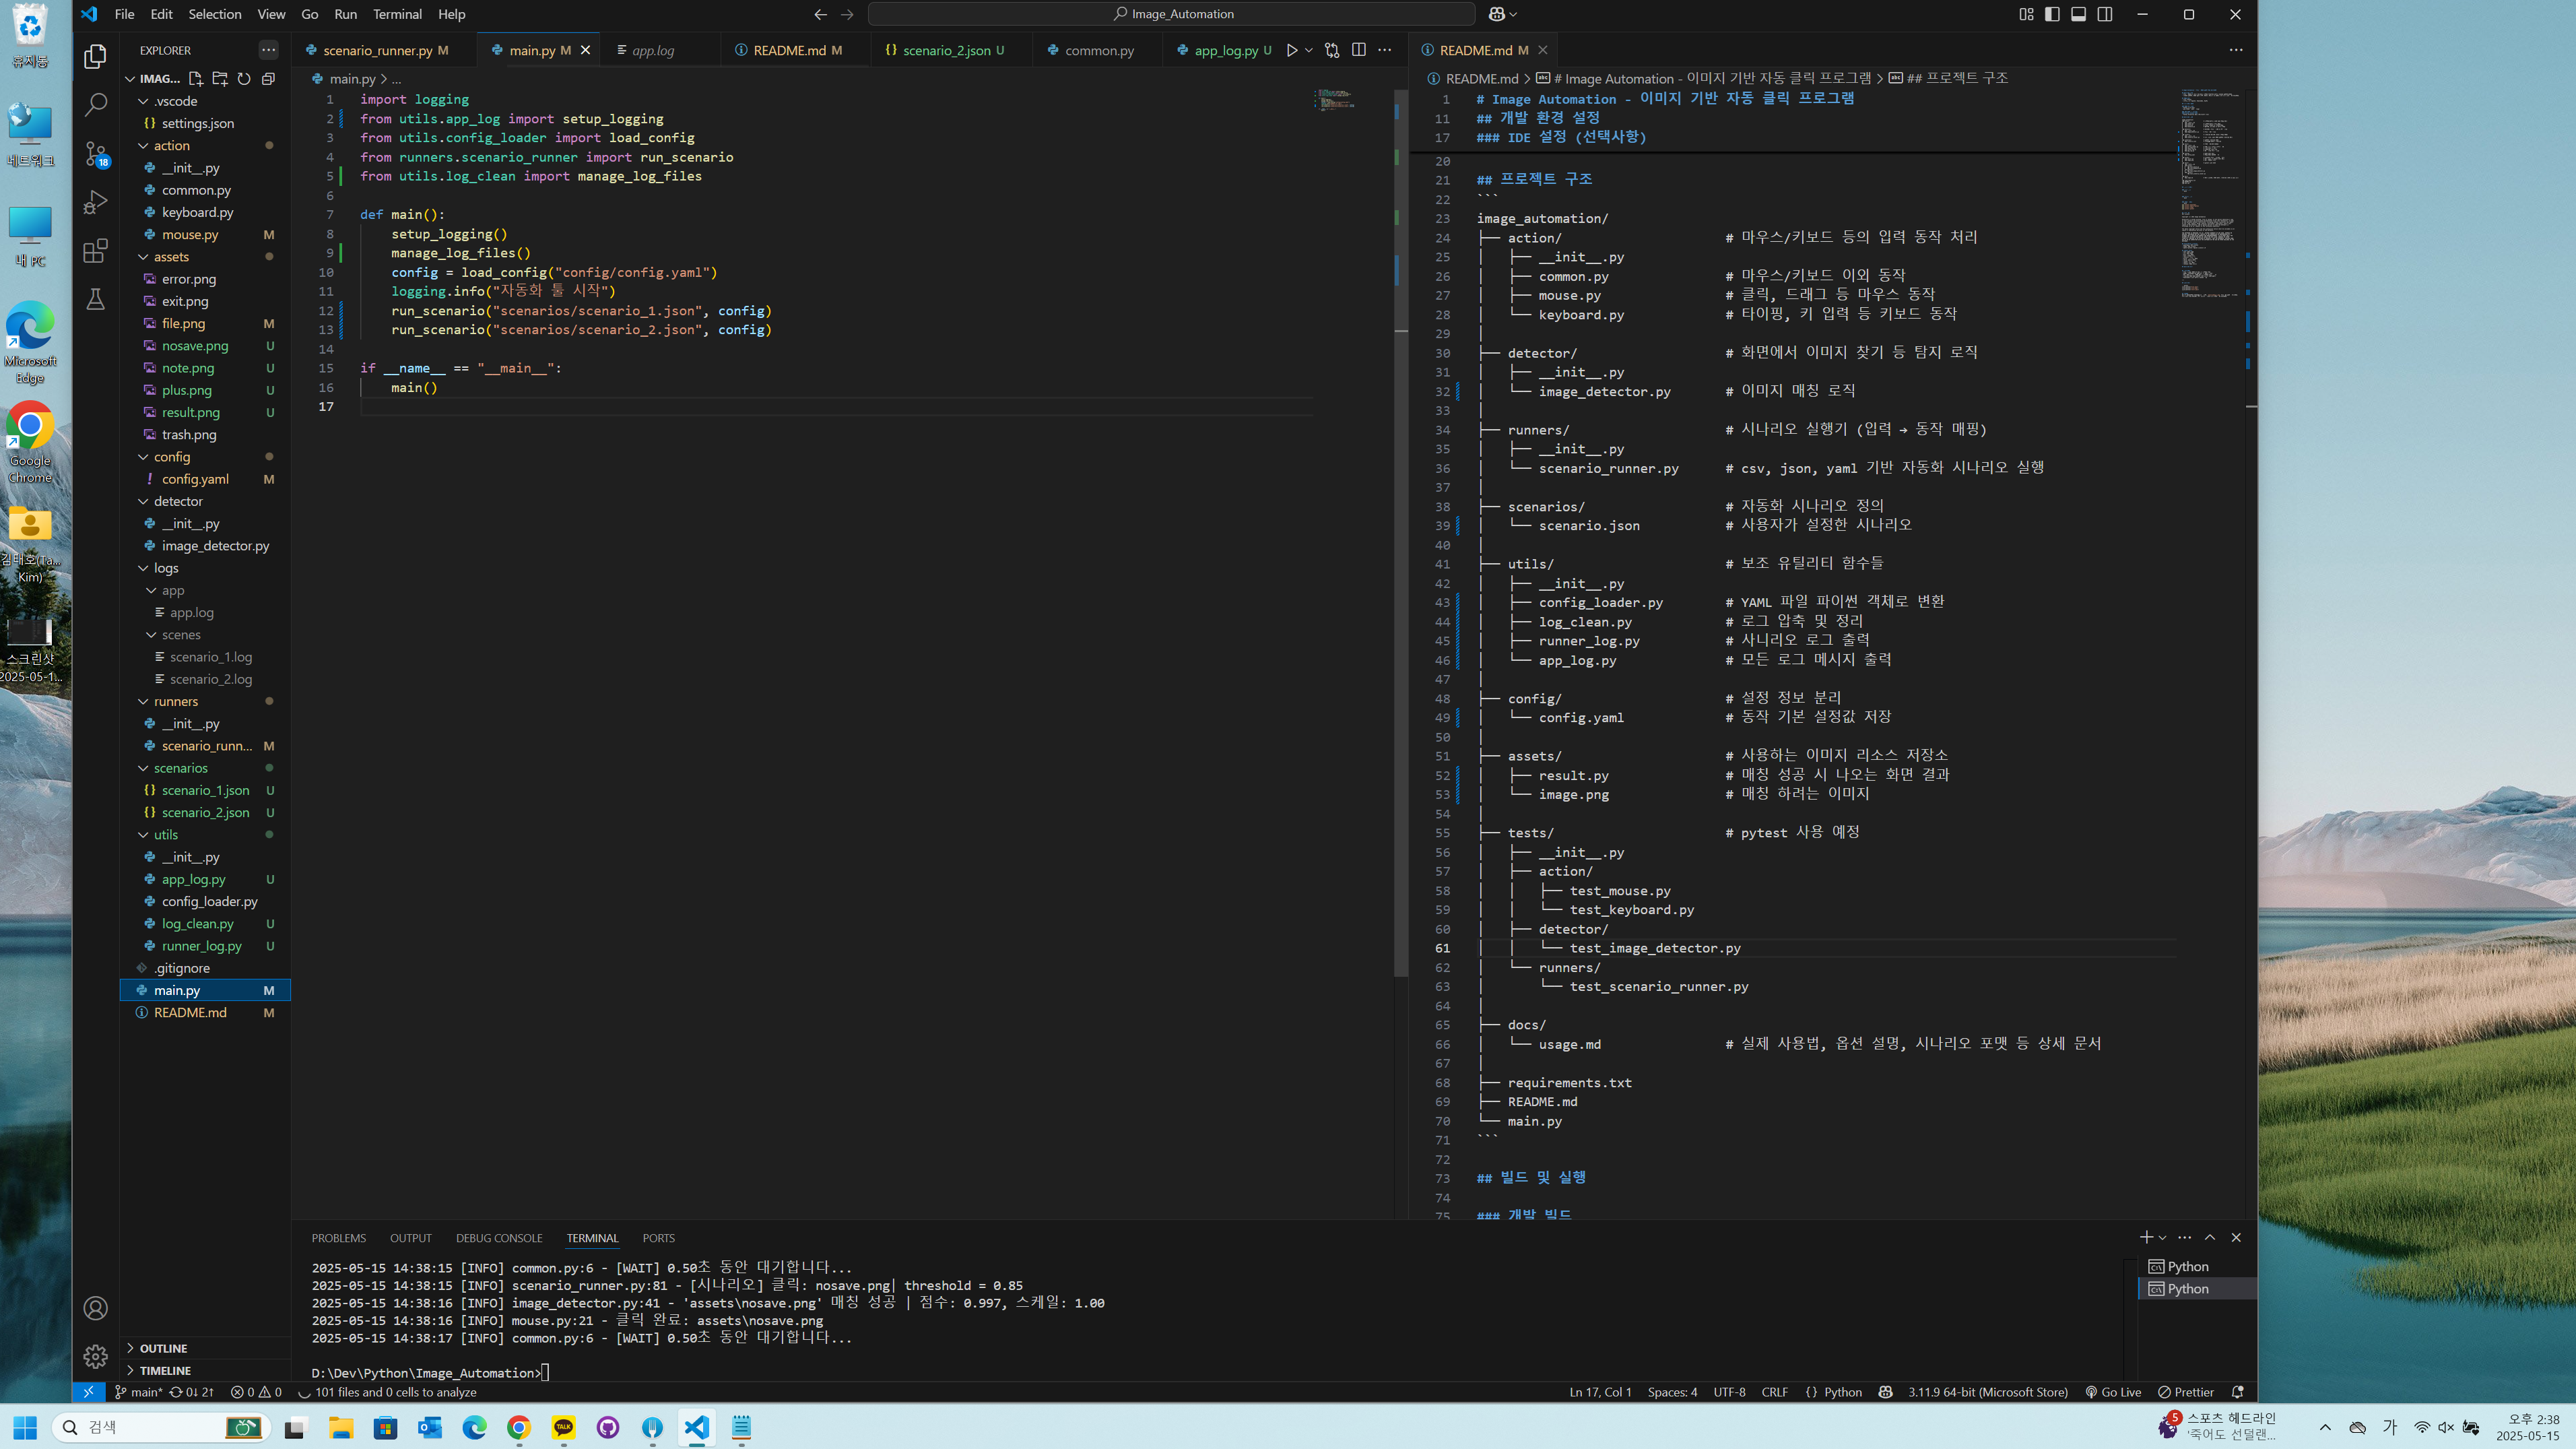 휴지통
네트워크
내 PC
Microsoft
Edge
Google
Chrome
김태호(Ta...
Kim)
스크린샷
2025-05-1...
File Edit Selection View Go Run Terminal Help
Image_Automation
EXPLORER
IMAG...
.vscode
settings.json
action
__init__.py
common.py
keyboard.py
mouse.py M
assets
error.png
exit.png
file.png M
nosave.png U
note.png U
plus.png U
result.png U
trash.png
config
config.yaml M
detector
__init__.py
image_detector.py
logs
app
app.log
scenes
scenario_1.log
scenario_2.log
runners
__init__.py
scenario_runn... M
scenarios
scenario_1.json U
scenario_2.json U
utils
__init__.py
app_log.py U
config_loader.py
log_clean.py U
runner_log.py U
.gitignore
main.py M
README.md M
OUTLINE
TIMELINE
18
scenario_runner.py M main.py M app.log README.md M scenario_2.json U common.py app_log.py U
main.py > ...
1 import logging
2 from utils.app_log import setup_logging
3 from utils.config_loader import load_config
4 from runners.scenario_runner import run_scenario
5 from utils.log_clean import manage_log_files
6
7 def main():
8 setup_logging()
9 manage_log_files()
10 config = load_config("config/config.yaml")
11 logging.info("자동화 툴 시작")
12 run_scenario("scenarios/scenario_1.json", config)
13 run_scenario("scenarios/scenario_2.json", config)
14
15 if __name__ == "__main__":
16 main()
17
README.md M
README.md > # Image Automation - 이미지 기반 자동 클릭 프로그램 > ## 프로젝트 구조
1 # Image Automation - 이미지 기반 자동 클릭 프로그램
11 ## 개발 환경 설정
17 ### IDE 설정 (선택사항)
20
21 ## 프로젝트 구조
22 ```
23 image_automation/
24 ├── action/ # 마우스/키보드 등의 입력 동작 처리
25 │ ├── __init__.py
26 │ ├── common.py # 마우스/키보드 이외 동작
27 │ ├── mouse.py # 클릭, 드래그 등 마우스 동작
28 │ └── keyboard.py # 타이핑, 키 입력 등 키보드 동작
29 │
30 ├── detector/ # 화면에서 이미지 찾기 등 탐지 로직
31 │ ├── __init__.py
32 │ └── image_detector.py # 이미지 매칭 로직
33 │
34 ├── runners/ # 시나리오 실행기 (입력 → 동작 매핑)
35 │ ├── __init__.py
36 │ └── scenario_runner.py # csv, json, yaml 기반 자동화 시나리오 실행
37 │
38 ├── scenarios/ # 자동화 시나리오 정의
39 │ └── scenario.json # 사용자가 설정한 시나리오
40 │
41 ├── utils/ # 보조 유틸리티 함수들
42 │ ├── __init__.py
43 │ ├── config_loader.py # YAML 파일 파이썬 객체로 변환
44 │ ├── log_clean.py # 로그 압축 및 정리
45 │ ├── runner_log.py # 사니리오 로그 출력
46 │ └── app_log.py # 모든 로그 메시지 출력
47 │
48 ├── config/ # 설정 정보 분리
49 │ └── config.yaml # 동작 기본 설정값 저장
50 │
51 ├── assets/ # 사용하는 이미지 리소스 저장소
52 │ ├── result.py # 매칭 성공 시 나오는 화면 결과
53 │ └── image.png # 매칭 하려는 이미지
54 │
55 ├── tests/ # pytest 사용 예정
56 │ ├── __init__.py
57 │ ├── action/
58 │ │ ├── test_mouse.py
59 │ │ └── test_keyboard.py
60 │ ├── detector/
61 │ │ └── test_image_detector.py
62 │ └── runners/
63 │ └── test_scenario_runner.py
64 │
65 ├── docs/
66 │ └── usage.md # 실제 사용법, 옵션 설명, 시나리오 포맷 등 상세 문서
67 │
68 ├── requirements.txt
69 ├── README.md
70 └── main.py
71 ```
72
73 ## 빌드 및 실행
74
75 ### 개발 빌드
PROBLEMS OUTPUT DEBUG CONSOLE TERMINAL PORTS
2025-05-15 14:38:15 [INFO] common.py:6 - [WAIT] 0.50초 동안 대기합니다...
2025-05-15 14:38:15 [INFO] scenario_runner.py:81 - [시나리오] 클릭: nosave.png| threshold = 0.85
2025-05-15 14:38:16 [INFO] image_detector.py:41 - 'assets\nosave.png' 매칭 성공 | 점수: 0.997, 스케일: 1.00
2025-05-15 14:38:16 [INFO] mouse.py:21 - 클릭 완료: assets\nosave.png
2025-05-15 14:38:17 [INFO] common.py:6 - [WAIT] 0.50초 동안 대기합니다...
D:\Dev\Python\Image_Automation>
Python
Python
main* 0↓ 2↑ 0 0 101 files and 0 cells to analyze
Ln 17, Col 1 Spaces: 4 UTF-8 CRLF {} Python 3.11.9 64-bit (Microsoft Store) Go Live Prettier
검색
TALK
5
스포츠 헤드라인
'죽어도 선덜랜...
가
오후 2:38
2025-05-15